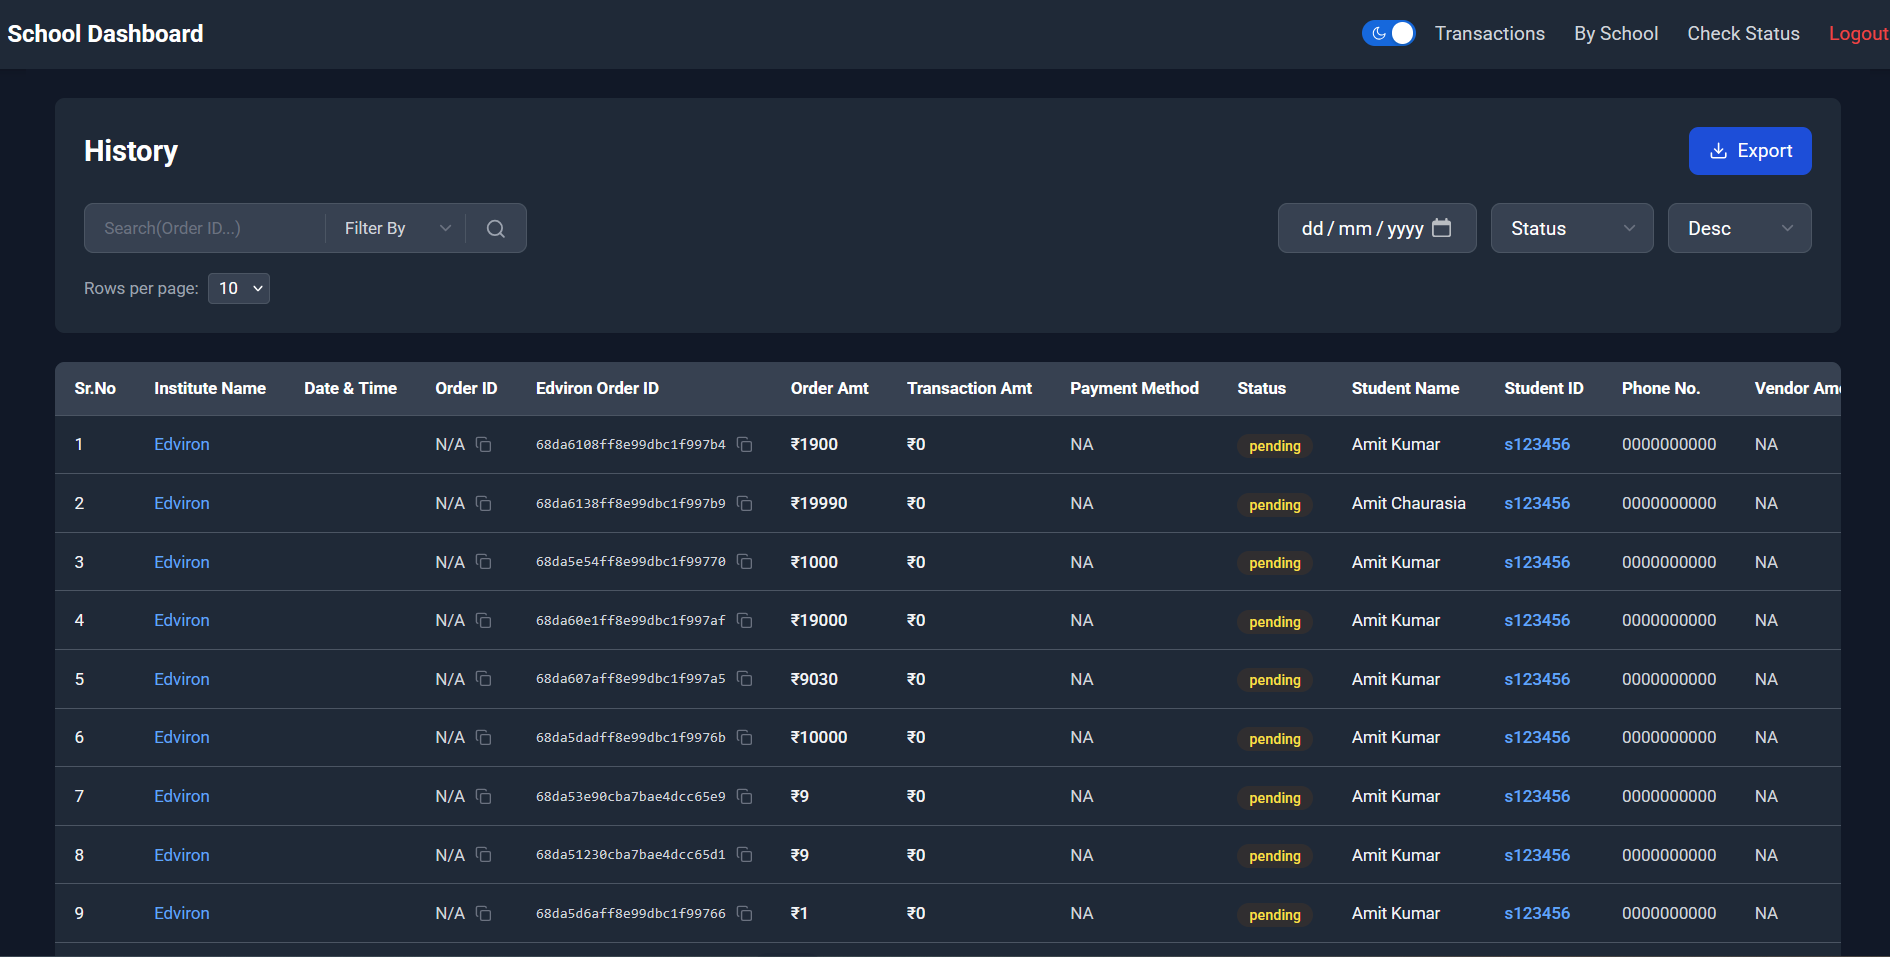 School Dashboard Transactions By School Check Status Logout
History Export
Search(Order ID...) Filter By dd / mm / yyyy Status Desc
Rows per page: 10
Sr.No Institute Name Date & Time Order ID Edviron Order ID Order Amt Transaction Amt Payment Method Status Student Name Student ID Phone No. Vendor Am
1 Edviron N/A 68da6108ff8e99dbc1f997b4 ₹1900 ₹0 NA pending Amit Kumar s123456 0000000000 NA
2 Edviron N/A 68da6138ff8e99dbc1f997b9 ₹19990 ₹0 NA pending Amit Chaurasia s123456 0000000000 NA
3 Edviron N/A 68da5e54ff8e99dbc1f99770 ₹1000 ₹0 NA pending Amit Kumar s123456 0000000000 NA
4 Edviron N/A 68da60e1ff8e99dbc1f997af ₹19000 ₹0 NA pending Amit Kumar s123456 0000000000 NA
5 Edviron N/A 68da607aff8e99dbc1f997a5 ₹9030 ₹0 NA pending Amit Kumar s123456 0000000000 NA
6 Edviron N/A 68da5dadff8e99dbc1f9976b ₹10000 ₹0 NA pending Amit Kumar s123456 0000000000 NA
7 Edviron N/A 68da53e90cba7bae4dcc65e9 ₹9 ₹0 NA pending Amit Kumar s123456 0000000000 NA
8 Edviron N/A 68da51230cba7bae4dcc65d1 ₹9 ₹0 NA pending Amit Kumar s123456 0000000000 NA
9 Edviron N/A 68da5d6aff8e99dbc1f99766 ₹1 ₹0 NA pending Amit Kumar s123456 0000000000 NA